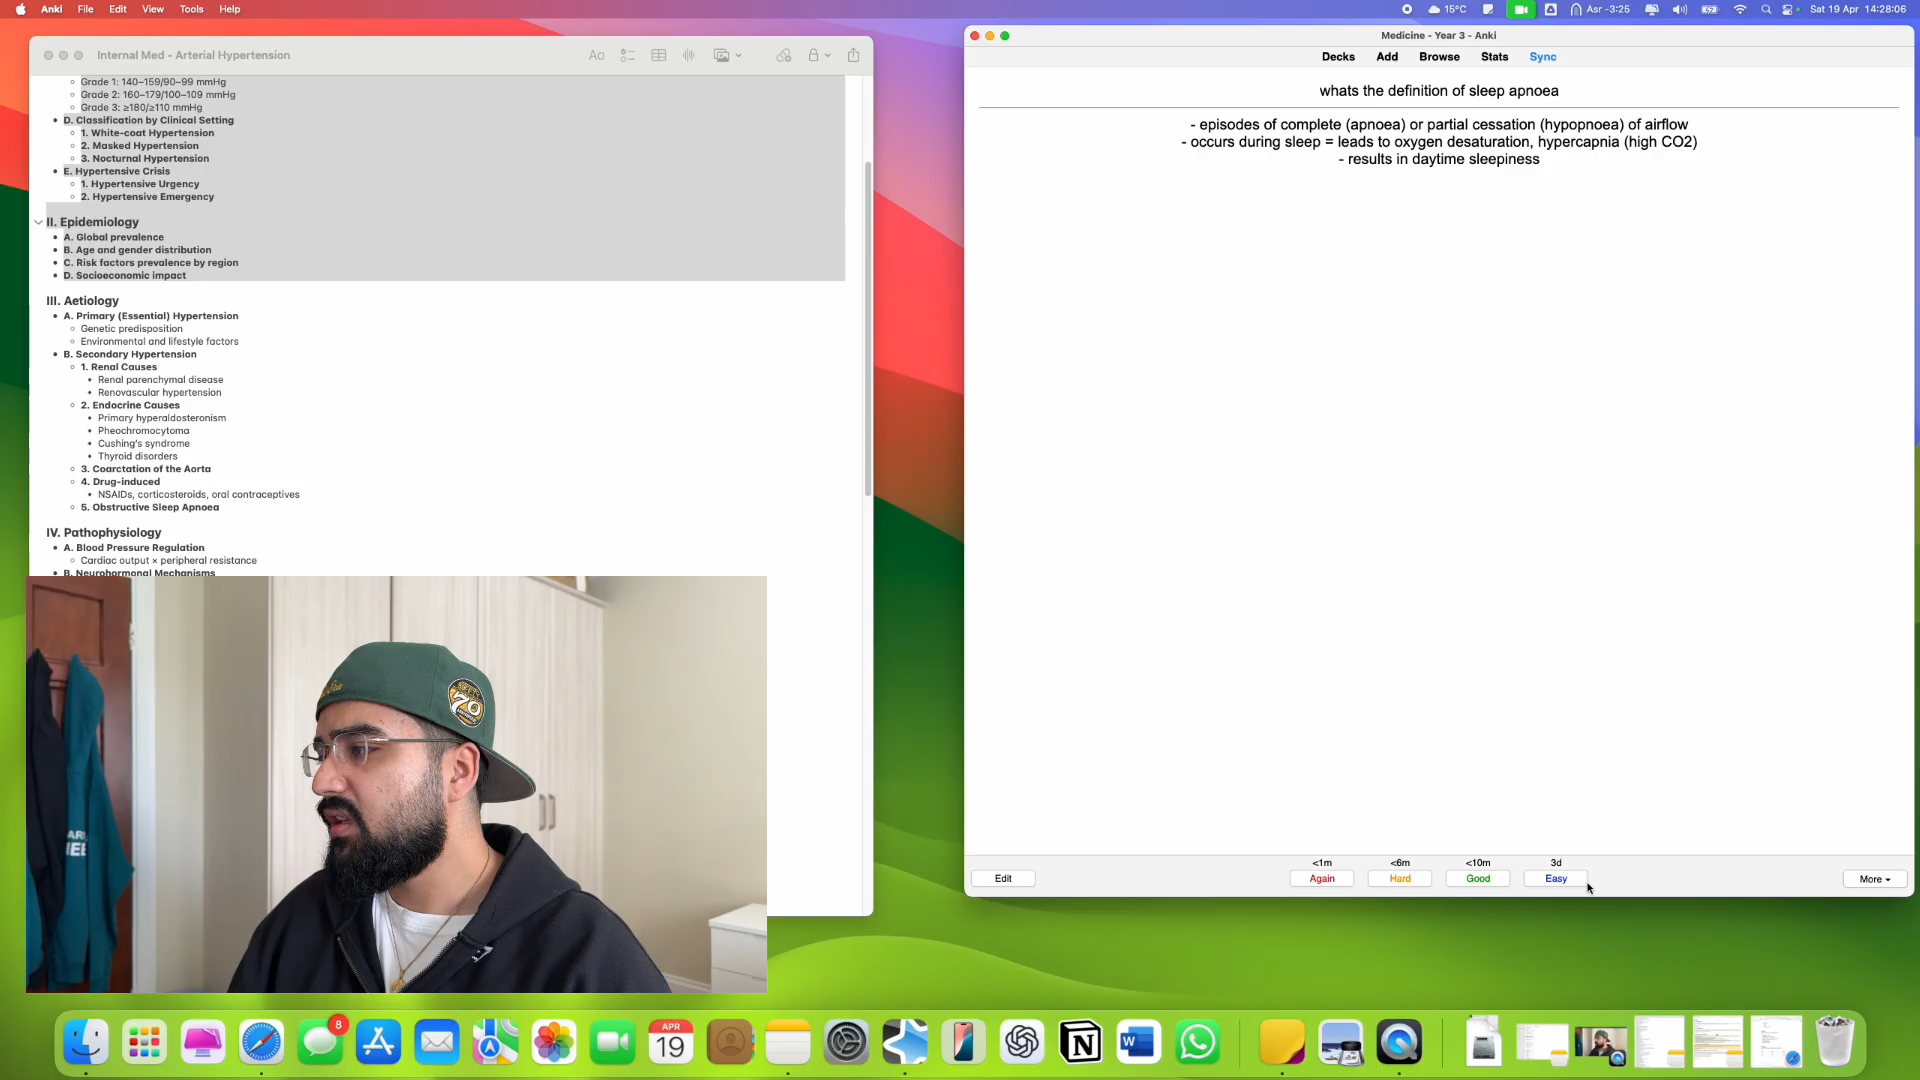 Anki File Edit View Tools Help
15°C
Asr -3:25
Sat 19 Apr 14:28:06
Internal Med - Arterial Hypertension
Grade 1: 140–159/90–99 mmHg
Grade 2: 160–179/100–109 mmHg
Grade 3: ≥180/≥110 mmHg
D. Classification by Clinical Setting
1. White-coat Hypertension
2. Masked Hypertension
3. Nocturnal Hypertension
E. Hypertensive Crisis
1. Hypertensive Urgency
2. Hypertensive Emergency
II. Epidemiology
A. Global prevalence
B. Age and gender distribution
C. Risk factors prevalence by region
D. Socioeconomic impact
III. Aetiology
A. Primary (Essential) Hypertension
Genetic predisposition
Environmental and lifestyle factors
B. Secondary Hypertension
1. Renal Causes
Renal parenchymal disease
Renovascular hypertension
2. Endocrine Causes
Primary hyperaldosteronism
Pheochromocytoma
Cushing's syndrome
Thyroid disorders
3. Coarctation of the Aorta
4. Drug-induced
NSAIDs, corticosteroids, oral contraceptives
5. Obstructive Sleep Apnoea
IV. Pathophysiology
A. Blood Pressure Regulation
Cardiac output × peripheral resistance
B. Neurohormonal Mechanisms
Medicine - Year 3 - Anki
Decks Add Browse Stats Sync
whats the definition of sleep apnoea
- episodes of complete (apnoea) or partial cessation (hypopnoea) of airflow
- occurs during sleep = leads to oxygen desaturation, hypercapnia (high CO2)
- results in daytime sleepiness
<1m <6m <10m 3d
Edit Again Hard Good Easy More
70
8
APR
19
W